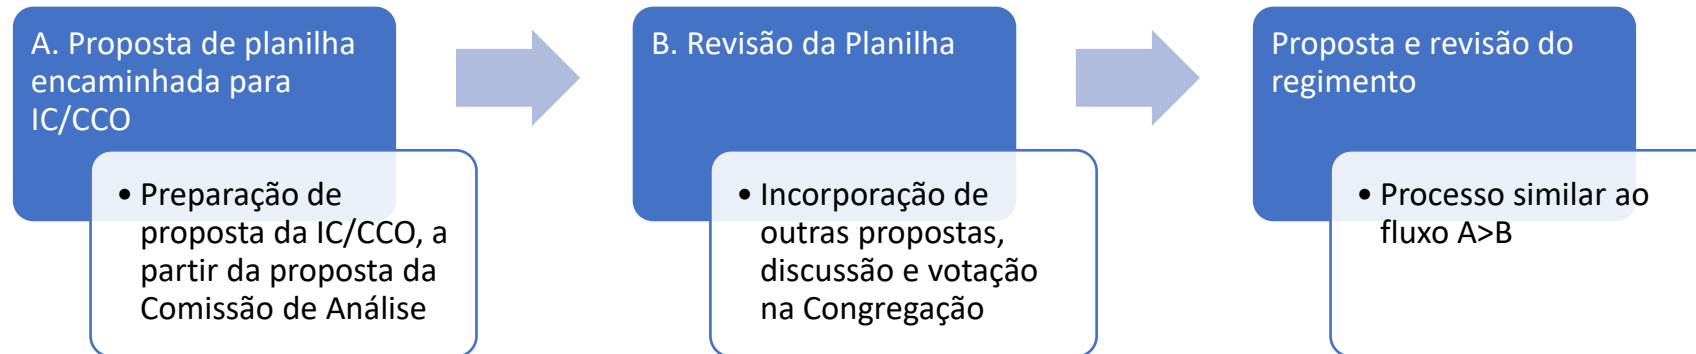 A. Proposta de planilha
encaminhada para
IC/CCO
• Preparação de
proposta da IC/CCO, a
partir da proposta da
Comissão de Análise
B. Revisão da Planilha
• Incorporação de
outras propostas,
discussão e votação
na Congregação
Proposta e revisão do
regimento
• Processo similar ao
fluxo A>B